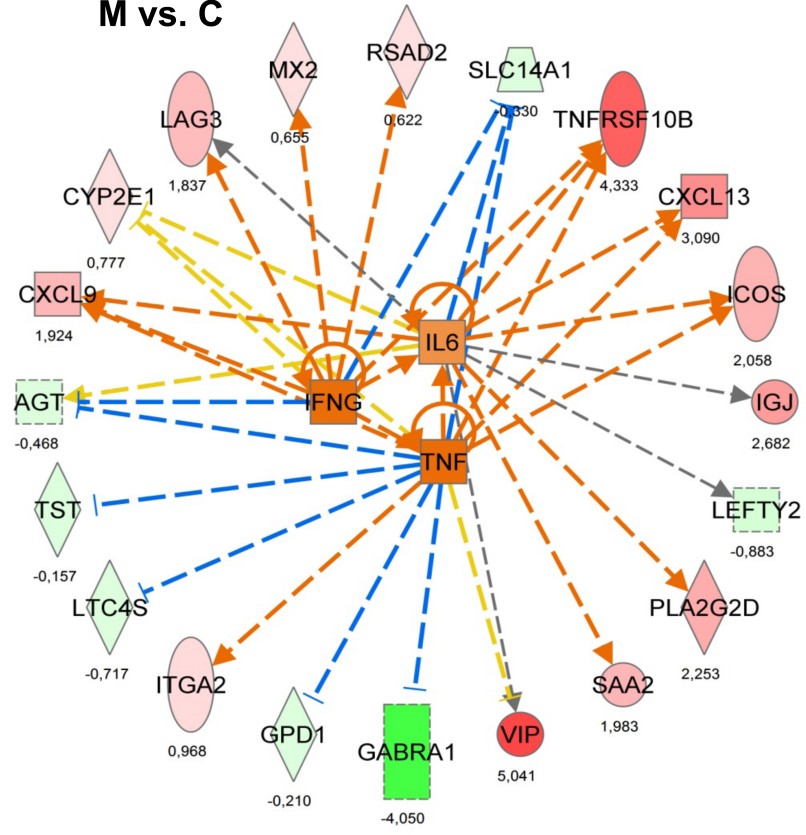 M vs. C
RSAD2
0,622
MX2
0,655
SLC14A1
-0,330
LAG3
1,837
TNFRSF10B
4,333
CYP2E1
0,777
CXCL13
3,090
CXCL9
1,924
ICOS
2,058
IL6
AGT
-0,468
IFNG
IGJ
2,682
TNF
TST
-0,157
LEFTY2
-0,883
LTC4S
-0,717
PLA2G2D
2,253
ITGA2
0,968
SAA2
1,983
GPD1
-0,210
GABRA1
-4,050
VIP
5,041